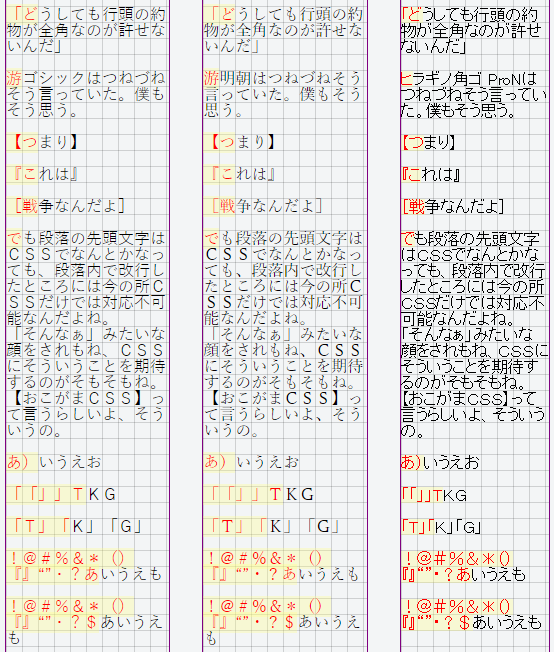 「どうしても行頭の約
物が全角なのが許せな
いんだ」
游ゴシックはつねづね
そう言っていた。僕も
そう思う。
【つまり】
『これは』
［戦争なんだよ］
でも段落の先頭文字は
ＣＳＳでなんとかなっ
ても、段落内で改行し
たところには今の所Ｃ
ＳＳだけでは対応不可
能なんだよね。
「そんなぁ」みたいな
顔をされもね、ＣＳＳ
にそういうことを期待
するのがそもそもね。
【おこがまＣＳＳ】っ
て言うらしいよ、そう
いうの。
あ）いうえお
「「」」ＴＫＧ
「Ｔ」「Ｋ」「Ｇ」
！＠＃％＆＊（）
『』“”・？あいうえも
！＠＃％＆＊（）
『』“”・？＄あいうえ
も
「どうしても行頭の約
物が全角なのが許せな
いんだ」
游明朝はつねづねそう
言っていた。僕もそう
思う。
【つまり】
『これは』
［戦争なんだよ］
でも段落の先頭文字は
ＣＳＳでなんとかなっ
ても、段落内で改行し
たところには今の所Ｃ
ＳＳだけでは対応不可
能なんだよね。
「そんなぁ」みたいな
顔をされもね、ＣＳＳ
にそういうことを期待
するのがそもそもね。
【おこがまＣＳＳ】っ
て言うらしいよ、そう
いうの。
あ）いうえお
「「」」ＴＫＧ
「Ｔ」「Ｋ」「Ｇ」
！＠＃％＆＊（）
『』“”・？あいうえも
！＠＃％＆＊（）
『』“”・？＄あいうえ
も
「どうしても行頭の約
物が全角なのが許せ
ないんだ」
ヒラギノ角ゴ ProNは
つねづねそう言ってい
た。僕もそう思う。
【つまり】
『これは』
［戦争なんだよ］
でも段落の先頭文字
はＣＳＳでなんとかな
っても、段落内で改行
したところには今の所
ＣＳＳだけでは対応不
可能なんだよね。
「そんなぁ」みたいな
顔をされもね、ＣＳＳに
そういうことを期待す
るのがそもそもね。
【おこがまＣＳＳ】って
言うらしいよ、そういう
の。
あ）いうえお
「「」」ＴＫＧ
「Ｔ」「Ｋ」「Ｇ」
！＠＃％＆＊（）
『』“”・？あいうえも
！＠＃％＆＊（）
『』“”・？＄あいうえも